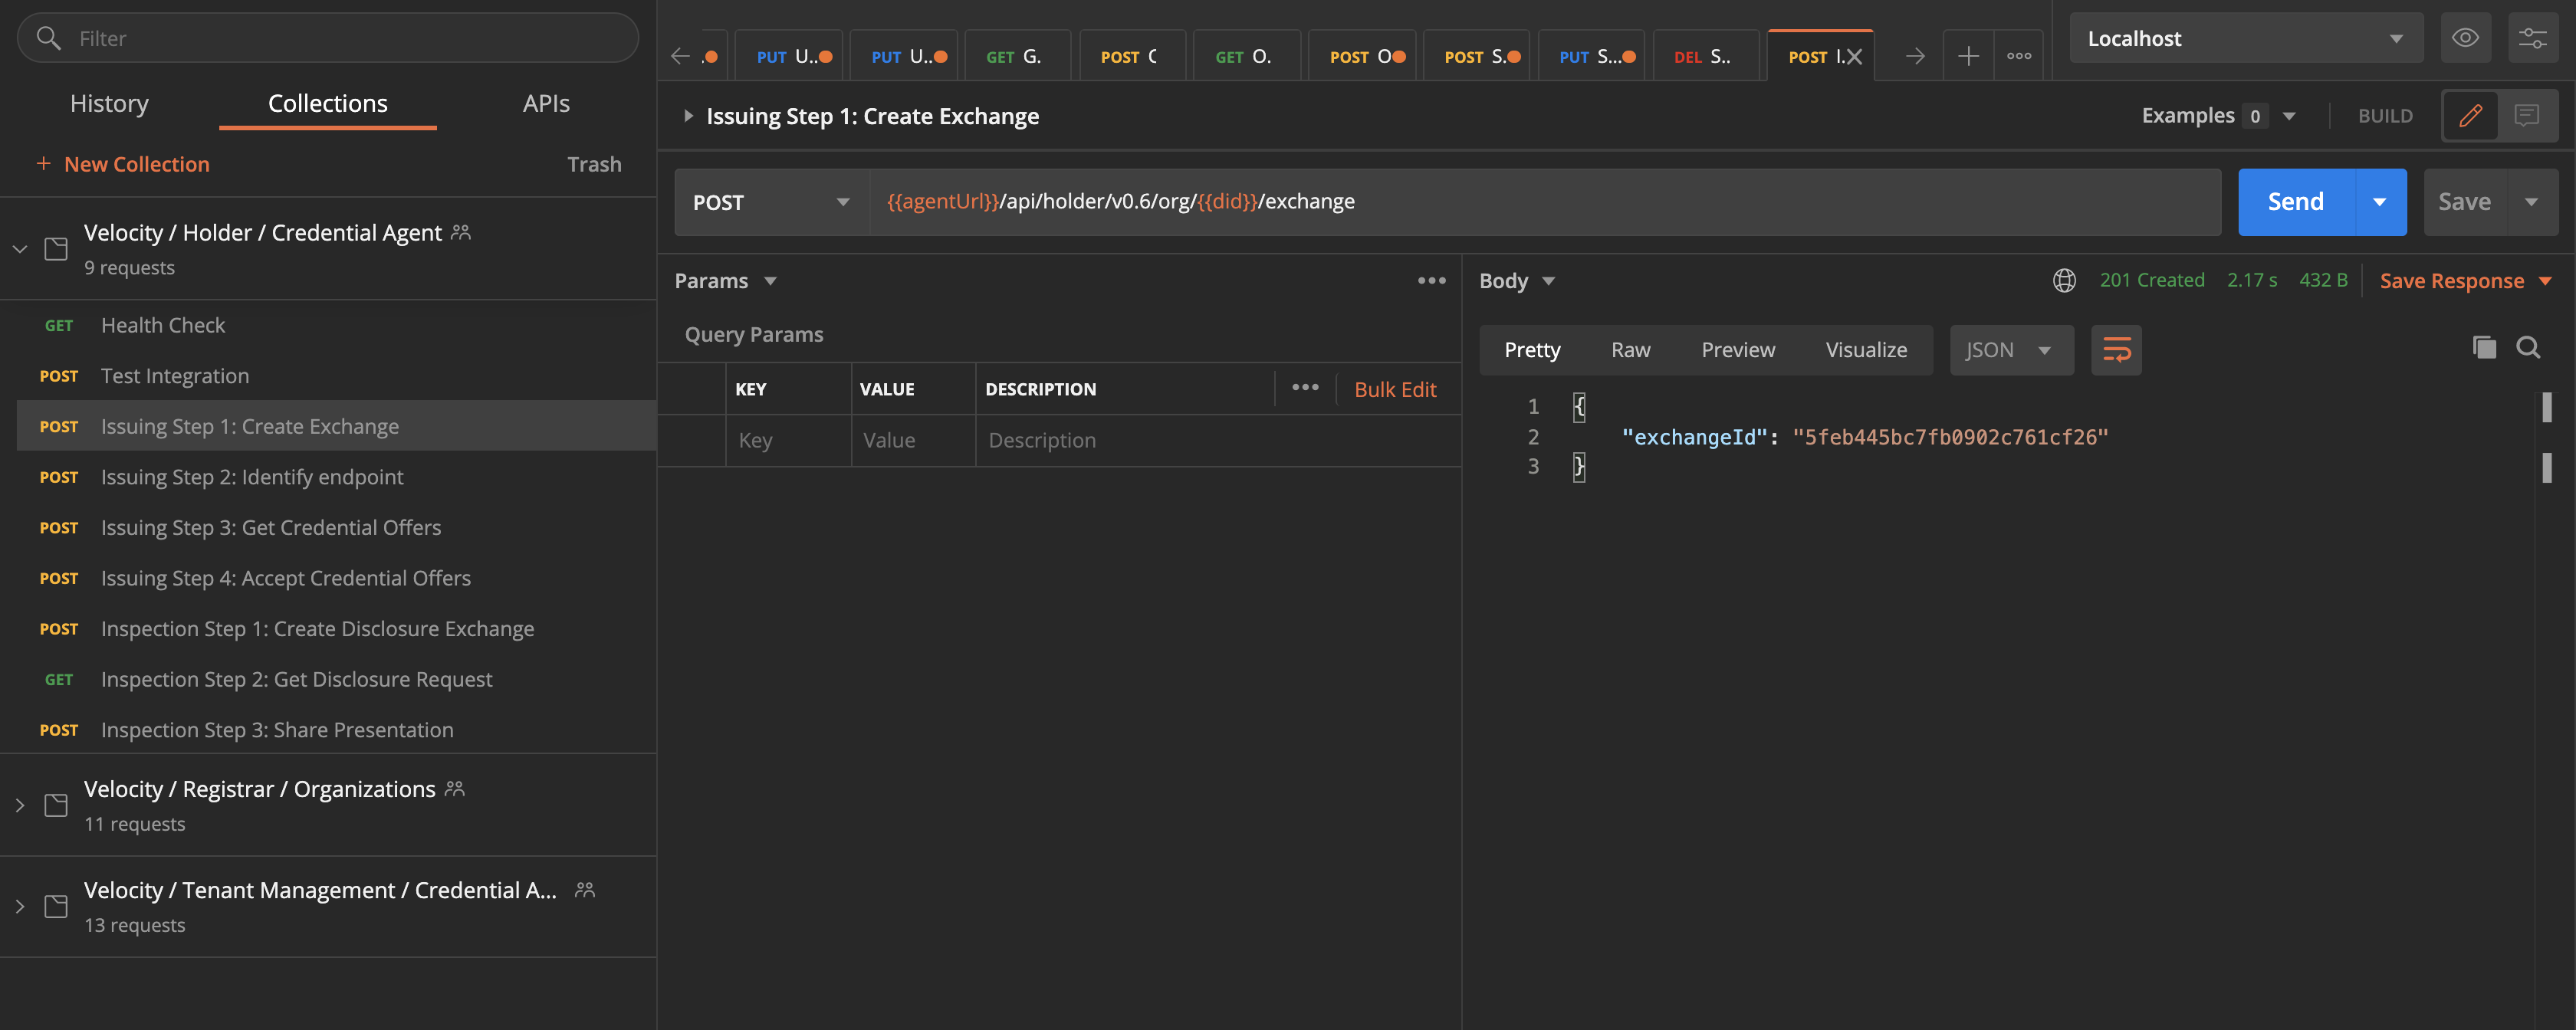 Filter
History Collections APIs
+ New Collection Trash
Velocity / Holder / Credential Agent
9 requests
GET Health Check
POST Test Integration
POST Issuing Step 1: Create Exchange
POST Issuing Step 2: Identify endpoint
POST Issuing Step 3: Get Credential Offers
POST Issuing Step 4: Accept Credential Offers
POST Inspection Step 1: Create Disclosure Exchange
GET Inspection Step 2: Get Disclosure Request
POST Inspection Step 3: Share Presentation
Velocity / Registrar / Organizations
11 requests
Velocity / Tenant Management / Credential A...
13 requests
PUT U.. PUT U.. GET G. POST C GET O. POST O POST S. PUT S... DEL S.. POST I.
Localhost
Issuing Step 1: Create Exchange
Examples 0 BUILD
POST {{agentUrl}}/api/holder/v0.6/org/{{did}}/exchange
Send Save
Params
Query Params
KEY VALUE DESCRIPTION Bulk Edit
Key Value Description
Body 201 Created 2.17 s 432 B Save Response
Pretty Raw Preview Visualize JSON
1 {
2 "exchangeId": "5feb445bc7fb0902c761cf26"
3 }